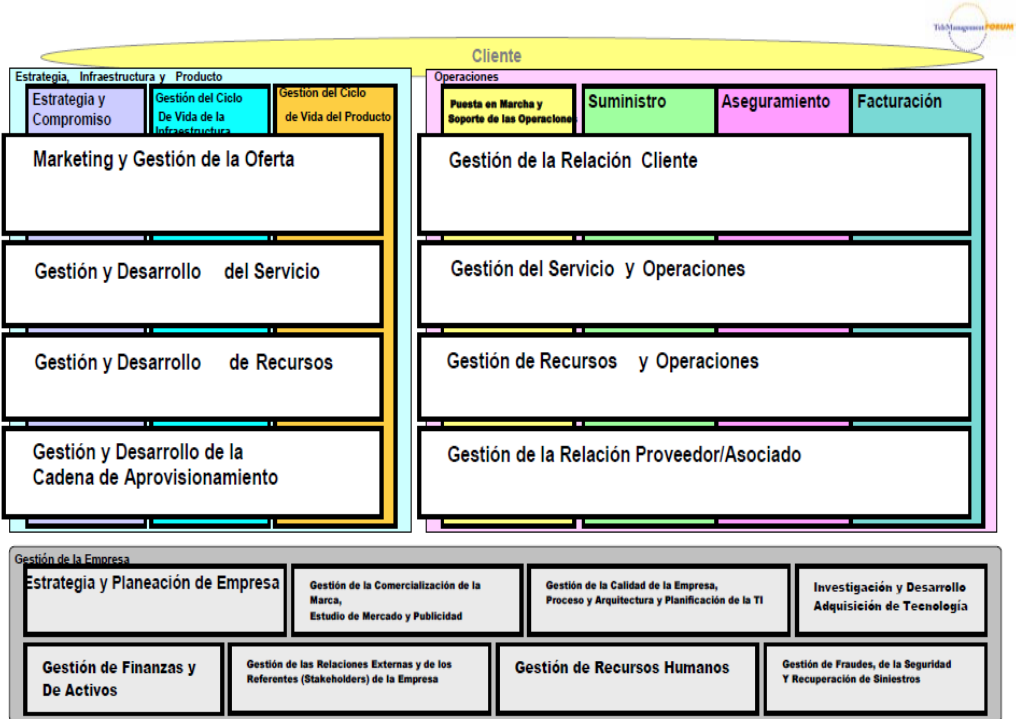 TeleManagement FORUM
Cliente
Estrategia, Infraestructura y Producto
Estrategia y
Compromiso
Gestión del Ciclo
De Vida de la
Infraestructura
Gestión del Ciclo
de Vida del Producto
Marketing y Gestión de la Oferta
Gestión y Desarrollo del Servicio
Gestión y Desarrollo de Recursos
Gestión y Desarrollo de la
Cadena de Aprovisionamiento
Operaciones
Puesta en Marcha y
Soporte de las Operaciones
Suministro
Aseguramiento
Facturación
Gestión de la Relación Cliente
Gestión del Servicio y Operaciones
Gestión de Recursos y Operaciones
Gestión de la Relación Proveedor/Asociado
Gestión de la Empresa
Estrategia y Planeación de Empresa
Gestión de la Comercialización de la
Marca,
Estudio de Mercado y Publicidad
Gestión de la Calidad de la Empresa,
Proceso y Arquitectura y Planificación de la TI
Investigación y Desarrollo
Adquisición de Tecnología
Gestión de Finanzas y
De Activos
Gestión de las Relaciones Externas y de los
Referentes (Stakeholders) de la Empresa
Gestión de Recursos Humanos
Gestión de Fraudes, de la Seguridad
Y Recuperación de Siniestros